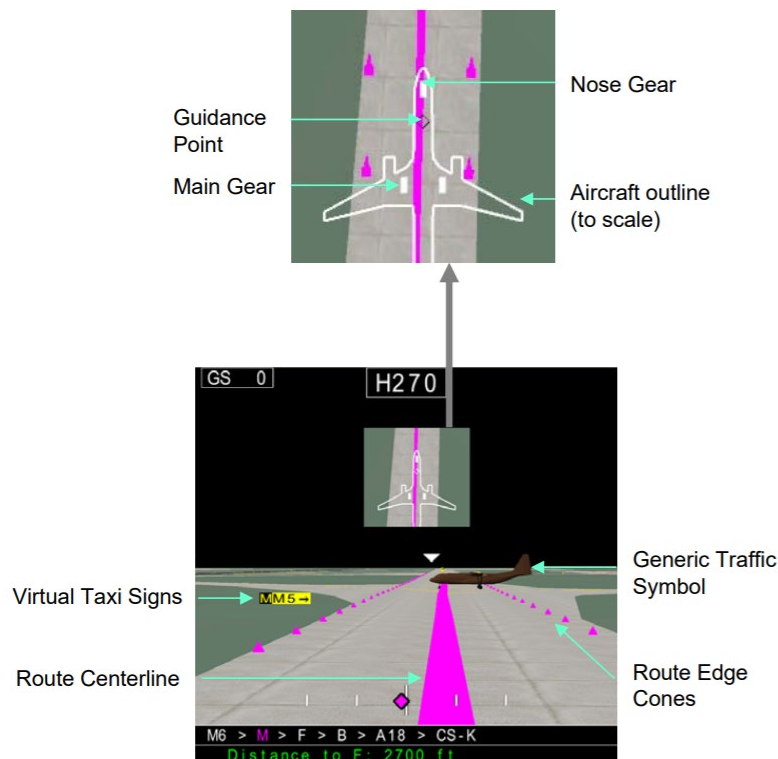 Nose Gear
Guidance
Point
Main Gear
Aircraft outline
(to scale)
GS 0
H270
Generic Traffic
Symbol
Virtual Taxi Signs
MM5→
Route Centerline
Route Edge
Cones
M6 > M > F > B > A18 > CS-K
Distance to F: 2700 ft